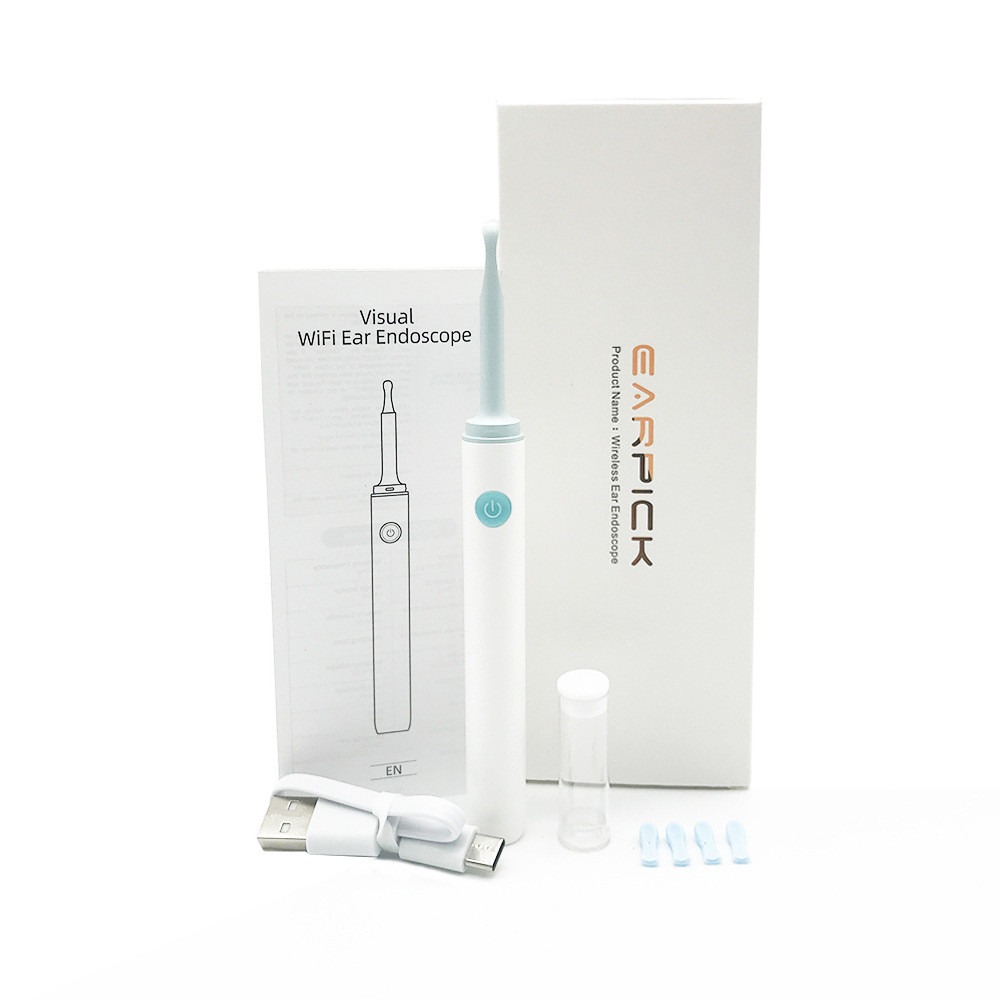 Visual
WiFi Ear Endoscope
EN
EARPICK
Product Name : Wireless Ear Endoscope